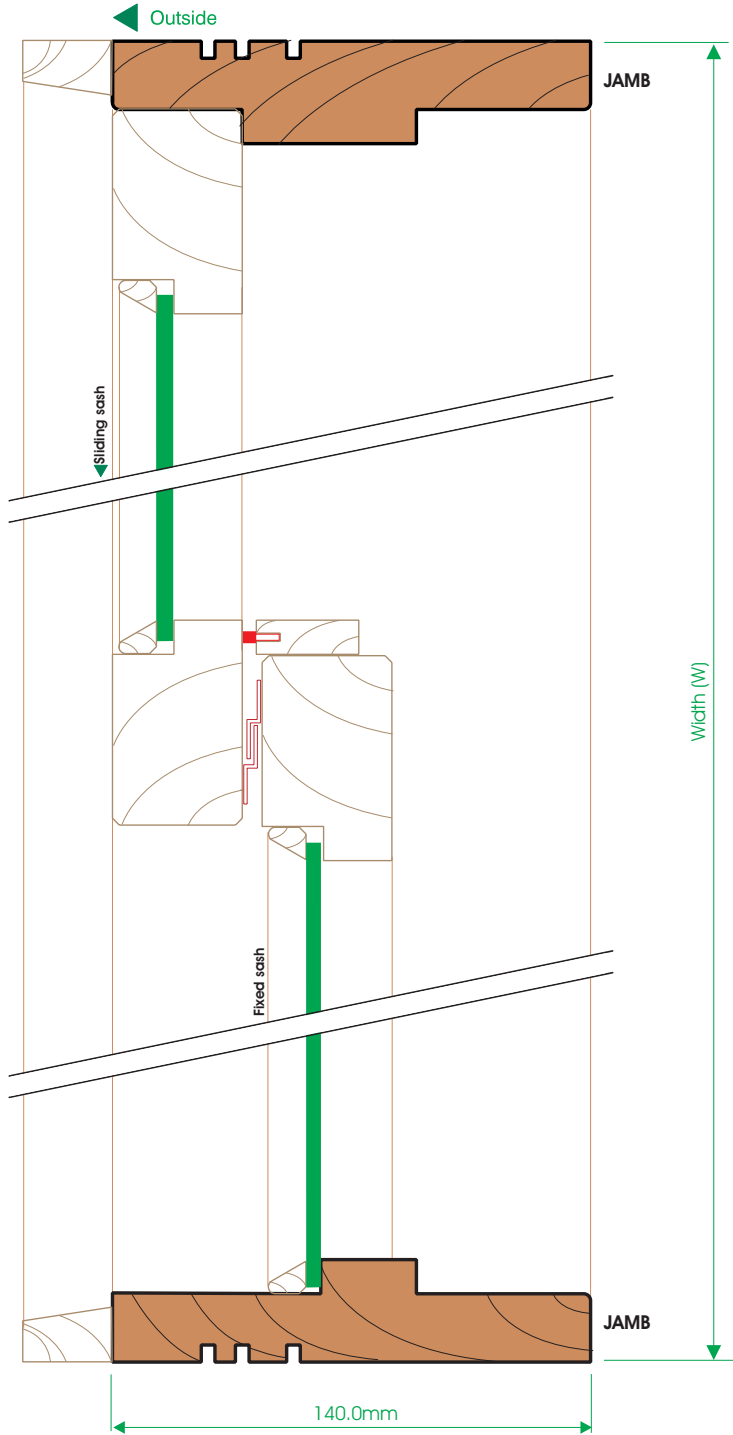 Outside
JAMB
Sliding sash
Width (W)
Fixed sash
JAMB
140.0mm